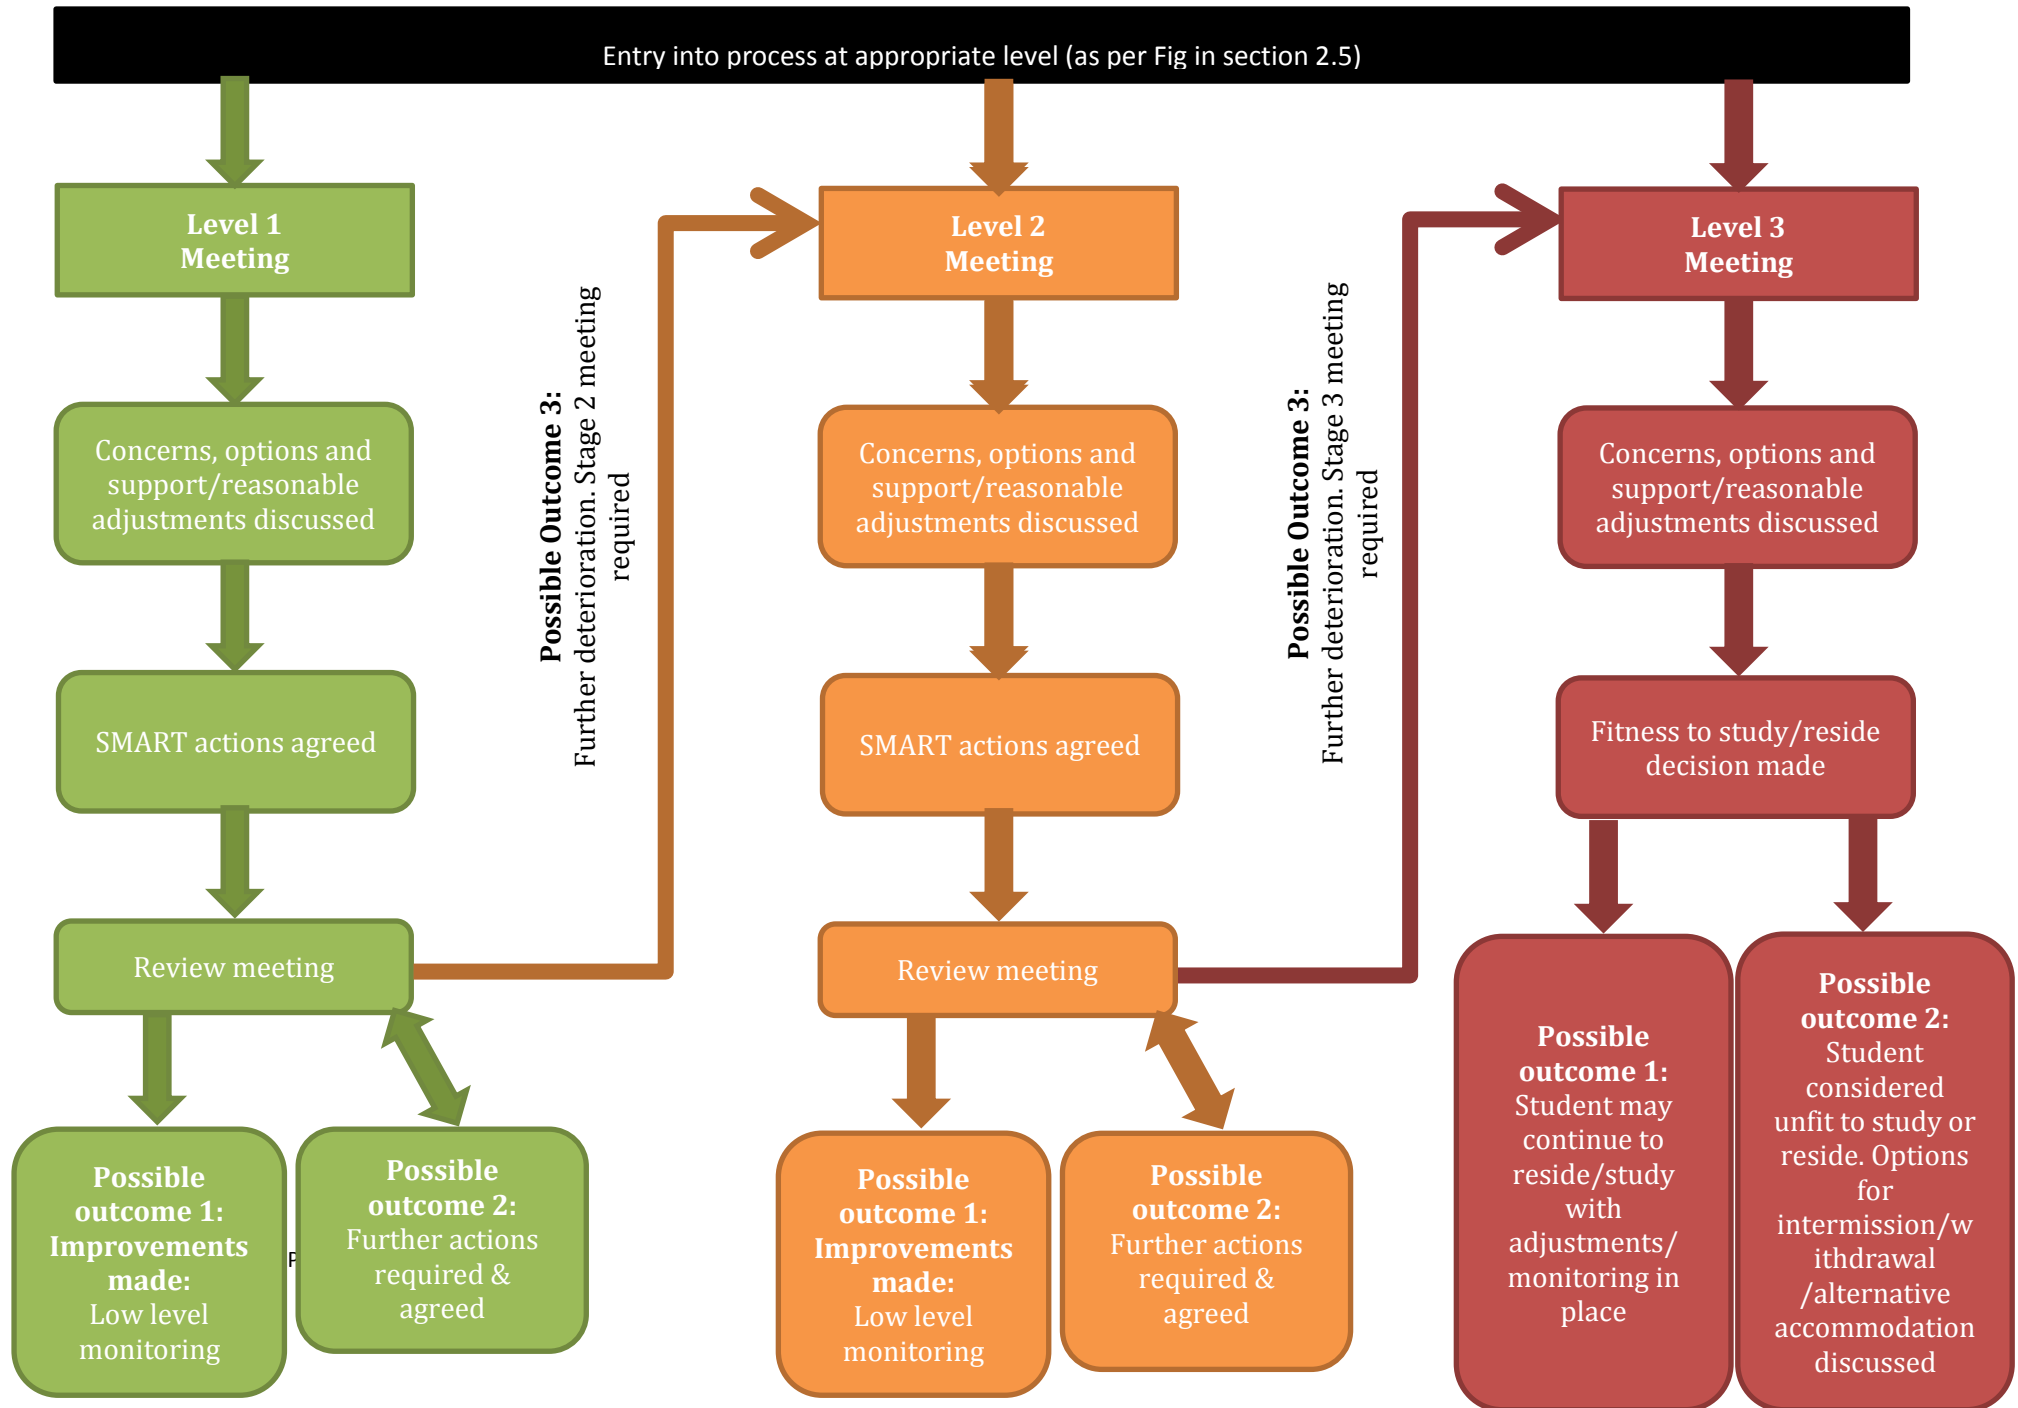 Entry into process at appropriate level (as per Fig in section 2.5)
Level 1
Meeting
Concerns, options and
support/reasonable
adjustments discussed
SMART actions agreed
Review meeting
Possible
outcome 1:
Improvements
made:
Low level
monitoring
P
Possible
outcome 2:
Further actions
required &
agreed
Possible Outcome 3:
Further deterioration. Stage 2 meeting
required
Level 2
Meeting
Concerns, options and
support/reasonable
adjustments discussed
SMART actions agreed
Review meeting
Possible
outcome 1:
Improvements
made:
Low level
monitoring
Possible
outcome 2:
Further actions
required &
agreed
Possible Outcome 3:
Further deterioration. Stage 3 meeting
required
Level 3
Meeting
Concerns, options and
support/reasonable
adjustments discussed
Fitness to study/reside
decision made
Possible
outcome 1:
Student may
continue to
reside/study
with
adjustments/
monitoring in
place
Possible
outcome 2:
Student
considered
unfit to study or
reside. Options
for
intermission/w
ithdrawal
/alternative
accommodation
discussed